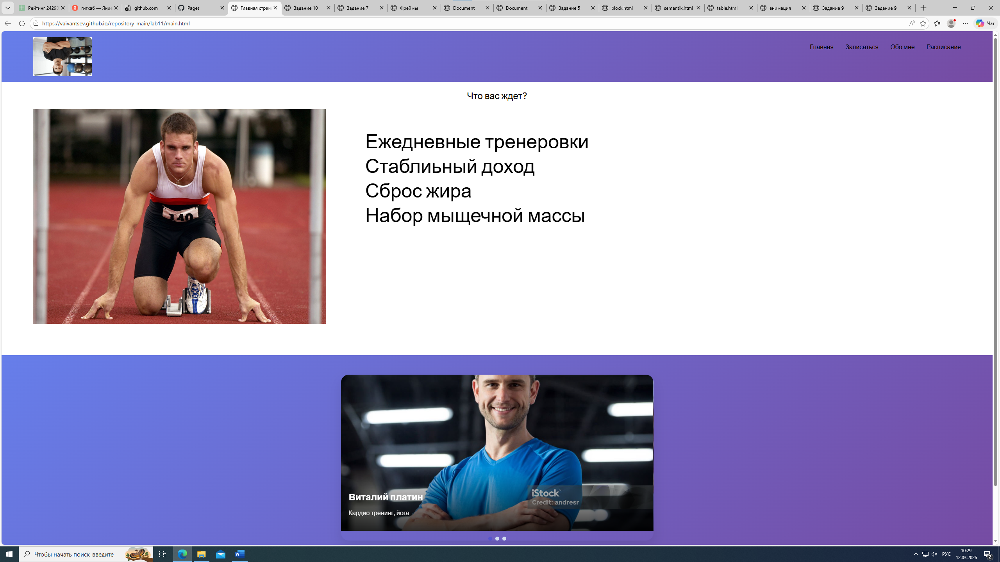 Рейтинг 24290
гитхаб — Янде
github.com
Pages
Главная стран
Задание 10
Задание 7
Фреймы
Document
Document
Задание 5
block.html
semantik.html
table.html
анимация
Задание 9
Задание 9
https://vaivantsev.github.io/repository-main/lab11/main.html
Чат
Главная Записаться Обо мне Расписание
Что вас ждет?
Ежедневные тренеровки
Стаблиьный доход
Сброс жира
Набор мыщечной массы
140
iStock™
Credit: andresr
Виталий платин
Кардио тренинг, йога
Чтобы начать поиск, введите
РУС
10:29
12.03.2026
2